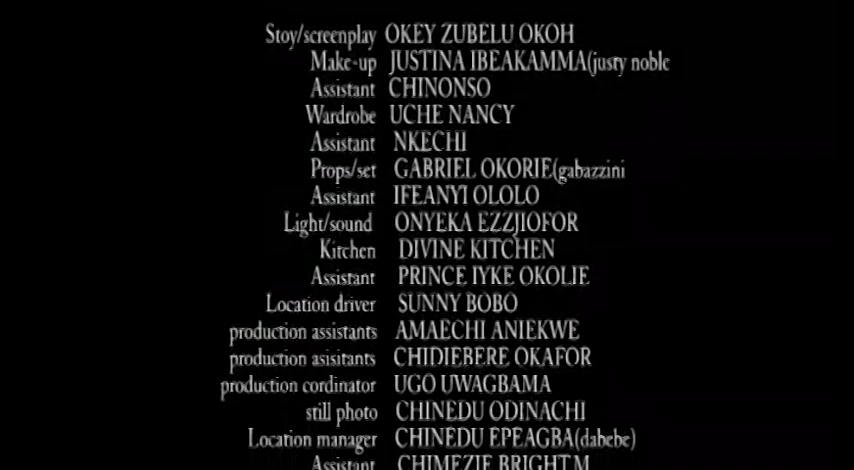 Stoy/screenplay OKEY ZUBELU OKOH
Make-up JUSTINA IBEAKAMMA(justy noble
Assistant CHINONSO
Wardrobe UCHE NANCY
Assistant NKECHI
Props/set GABRIEL OKORIE(gabazzini
Assistant IFEANYI OLOLO
Light/sound ONYEKA EZZJIOFOR
Kitchen DIVINE KITCHEN
Assistant PRINCE IYKE OKOLIE
Location driver SUNNY BOBO
production assistants AMAECHI ANIEKWE
production asisitants CHIDIEBERE OKAFOR
production cordinator UGO UWAGBAMA
still photo CHINEDU ODINACHI
Location manager CHINEDU EPEAGBA(dabebe)
Assistant CHIMEZIE BRIGHT.M